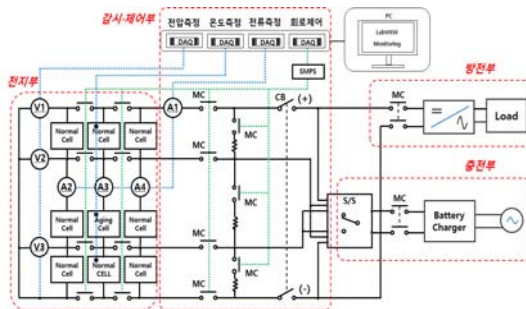 감시·제어부
전압측정 온도측정 전류측정 회로제어
DAQ DAQ DAQ DAQ
SMPS
PC
LabVIEW
Monitoring
전지부
방전부
V1 A1 MC CB (+) MC
Normal Cell Normal Cell Normal Cell
MC
Load
V2 MC
A2 A3 A4
MC
충전부
S/S
MC
Battery
Charger
Normal Cell Aging Cell Normal Cell
V3 MC
Normal Cell Normal CELL Normal Cell
MC
MC (-)